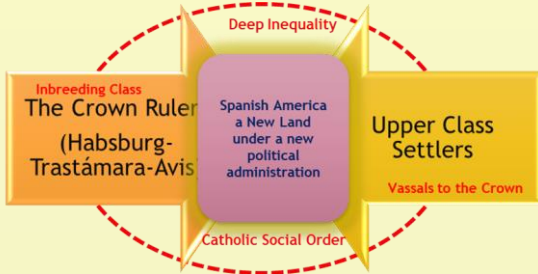 Deep Inequality
Inbreeding Class
The Crown Ruler
(Habsburg-
Trastámara-Avis
Spanish America
a New Land
under a new
political
administration
Upper Class
Settlers
Vassals to the Crown
Catholic Social Order